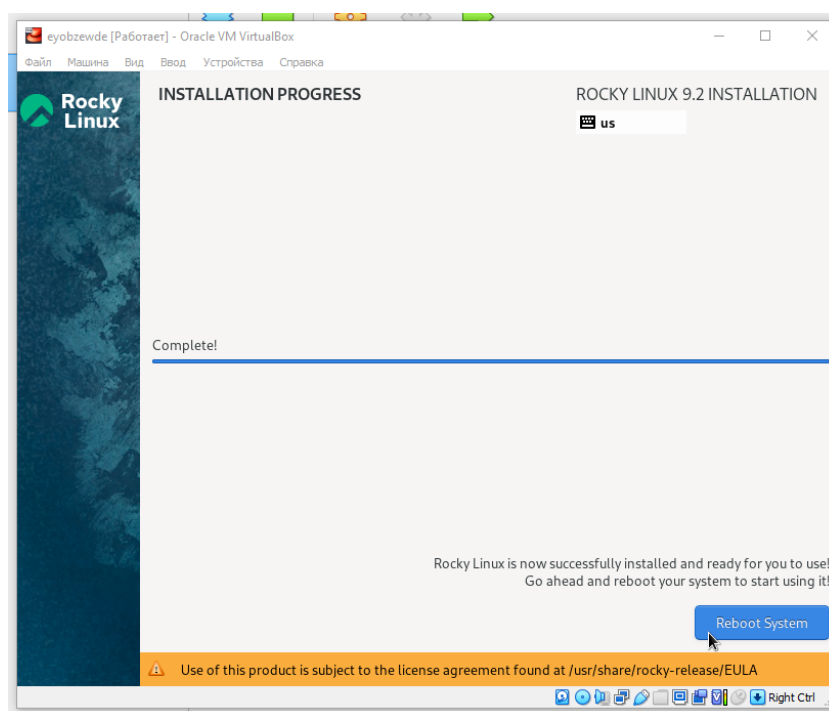 eyobzewde [Работает] - Oracle VM VirtualBox
Файл Машина Вид Ввод Устройства Справка
Rocky
Linux
INSTALLATION PROGRESS
ROCKY LINUX 9.2 INSTALLATION
us
Complete!
Rocky Linux is now successfully installed and ready for you to use!
Go ahead and reboot your system to start using it!
Reboot System
Use of this product is subject to the license agreement found at /usr/share/rocky-release/EULA
Right Ctrl